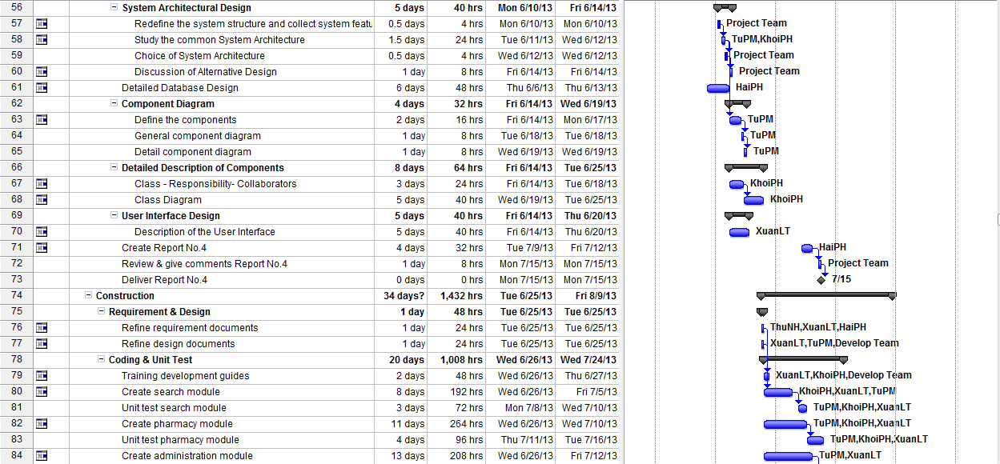 56 System Architectural Design 5 days 40 hrs Mon 6/10/13 Fri 6/14/13
57 Redefine the system structure and collect system featu 0.5 days 4 hrs Mon 6/10/13 Mon 6/10/13 Project Team
58 Study the common System Architecture 1.5 days 24 hrs Tue 6/11/13 Wed 6/12/13 TuPM,KhoiPH
59 Choice of System Architecture 0.5 days 4 hrs Wed 6/12/13 Wed 6/12/13 Project Team
60 Discussion of Alternative Design 1 day 8 hrs Fri 6/14/13 Fri 6/14/13 Project Team
61 Detailed Database Design 6 days 48 hrs Thu 6/6/13 Thu 6/13/13 HaiPH
62 Component Diagram 4 days 32 hrs Fri 6/14/13 Wed 6/19/13
63 Define the components 2 days 16 hrs Fri 6/14/13 Mon 6/17/13 TuPM
64 General component diagram 1 day 8 hrs Tue 6/18/13 Tue 6/18/13 TuPM
65 Detail component diagram 1 day 8 hrs Wed 6/19/13 Wed 6/19/13 TuPM
66 Detailed Description of Components 8 days 64 hrs Fri 6/14/13 Tue 6/25/13
67 Class - Responsibility- Collaborators 3 days 24 hrs Fri 6/14/13 Tue 6/18/13 KhoiPH
68 Class Diagram 5 days 40 hrs Wed 6/19/13 Tue 6/25/13 KhoiPH
69 User Interface Design 5 days 40 hrs Fri 6/14/13 Thu 6/20/13
70 Description of the User Interface 5 days 40 hrs Fri 6/14/13 Thu 6/20/13 XuanLT
71 Create Report No.4 4 days 32 hrs Tue 7/9/13 Fri 7/12/13 HaiPH
72 Review & give comments Report No.4 1 day 8 hrs Mon 7/15/13 Mon 7/15/13 Project Team
73 Deliver Report No.4 0 days 0 hrs Mon 7/15/13 Mon 7/15/13 7/15
74 Construction 34 days? 1,432 hrs Tue 6/25/13 Fri 8/9/13
75 Requirement & Design 1 day 48 hrs Tue 6/25/13 Tue 6/25/13
76 Refine requirement documents 1 day 24 hrs Tue 6/25/13 Tue 6/25/13 ThuNH,XuanLT,HaiPH
77 Refine design documents 1 day 24 hrs Tue 6/25/13 Tue 6/25/13 XuanLT,TuPM,Develop Team
78 Coding & Unit Test 20 days 1,008 hrs Wed 6/26/13 Wed 7/24/13
79 Training development guides 2 days 48 hrs Wed 6/26/13 Thu 6/27/13 XuanLT,KhoiPH,Develop Team
80 Create search module 8 days 192 hrs Wed 6/26/13 Fri 7/5/13 KhoiPH,XuanLT,TuPM
81 Unit test search module 3 days 72 hrs Mon 7/8/13 Wed 7/10/13 TuPM,KhoiPH,XuanLT
82 Create pharmacy module 11 days 264 hrs Wed 6/26/13 Wed 7/10/13 TuPM,KhoiPH,XuanLT
83 Unit test pharmacy module 4 days 96 hrs Thu 7/11/13 Tue 7/16/13 TuPM,KhoiPH,XuanLT
84 Create administration module 13 days 208 hrs Wed 6/26/13 Fri 7/12/13 TuPM,XuanLT